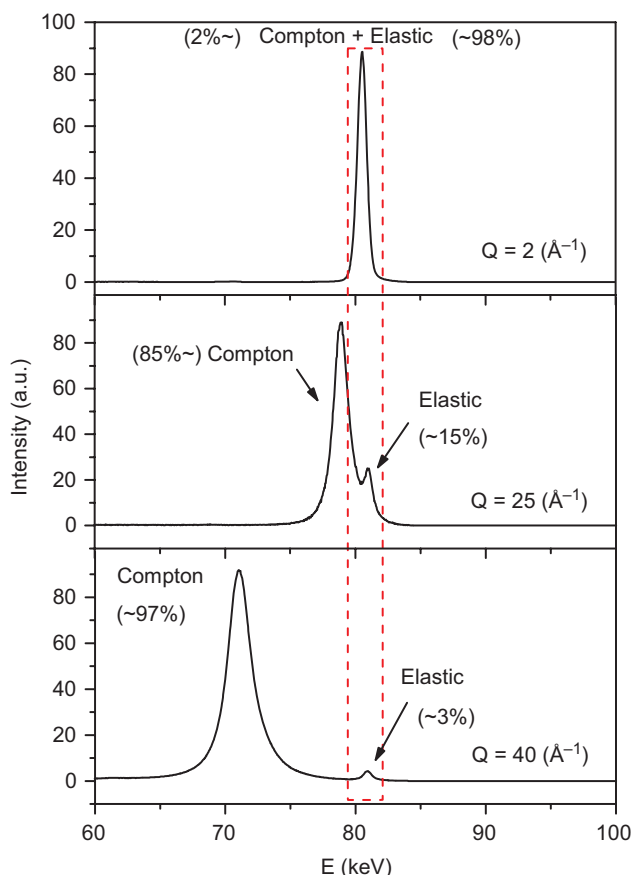 (2%~) Compton + Elastic (~98%)
100
80
60
40
20
0
Q = 2 (Å⁻¹)
Intensity (a.u.)
(85%~) Compton
Elastic
(~15%)
80
60
40
20
0
Q = 25 (Å⁻¹)
Compton
(~97%)
Elastic
(~3%)
80
60
40
20
0
Q = 40 (Å⁻¹)
60 70 80 90 100
E (keV)